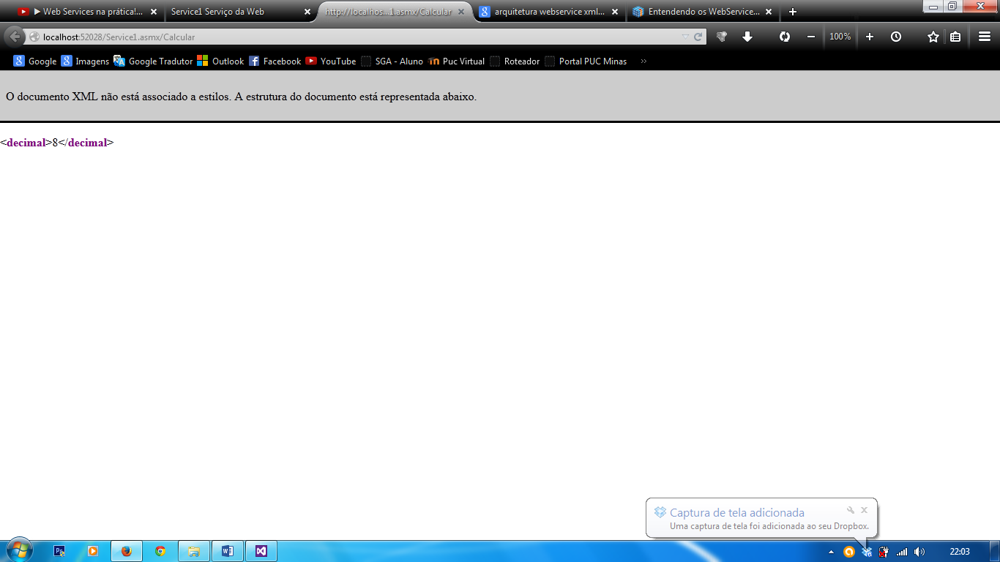 ▶ Web Services na prática!...
Service1 Serviço da Web
http://localhos...1.asmx/Calcular
arquitetura webservice xml...
Entendendo os WebService...
localhost:52028/Service1.asmx/Calcular
100%
Google
Imagens
Google Tradutor
Outlook
Facebook
YouTube
SGA - Aluno
Puc Virtual
Roteador
Portal PUC Minas
O documento XML não está associado a estilos. A estrutura do documento está representada abaixo.
<decimal>8</decimal>
Captura de tela adicionada
Uma captura de tela foi adicionada ao seu Dropbox.
22:03